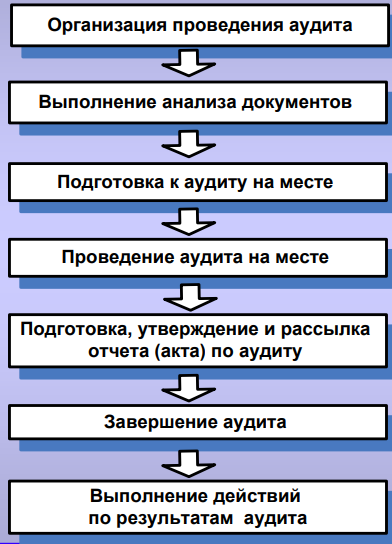 Организация проведения аудита
Выполнение анализа документов
Подготовка к аудиту на месте
Проведение аудита на месте
Подготовка, утверждение и рассылка
отчета (акта) по аудиту
Завершение аудита
Выполнение действий
по результатам аудита